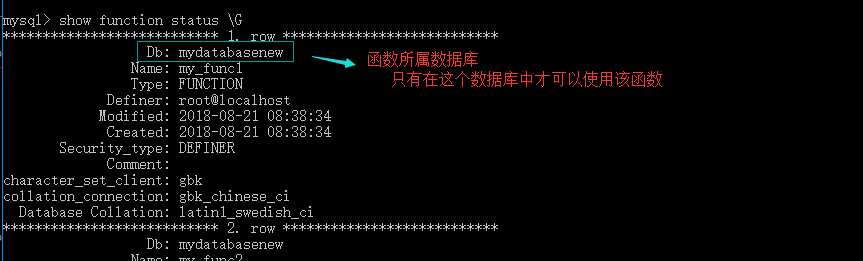 mysql> show function status \G
*************************** 1. row ***************************
Db: mydatabasenew
函数所属数据库
Name: my_func1
只有在这个数据库中才可以使用该函数
Type: FUNCTION
Definer: root@localhost
Modified: 2018-08-21 08:38:34
Created: 2018-08-21 08:38:34
Security_type: DEFINER
Comment:
character_set_client: gbk
collation_connection: gbk_chinese_ci
Database Collation: latin1_swedish_ci
*************************** 2. row ***************************
Db: mydatabasenew
Name: my_func2